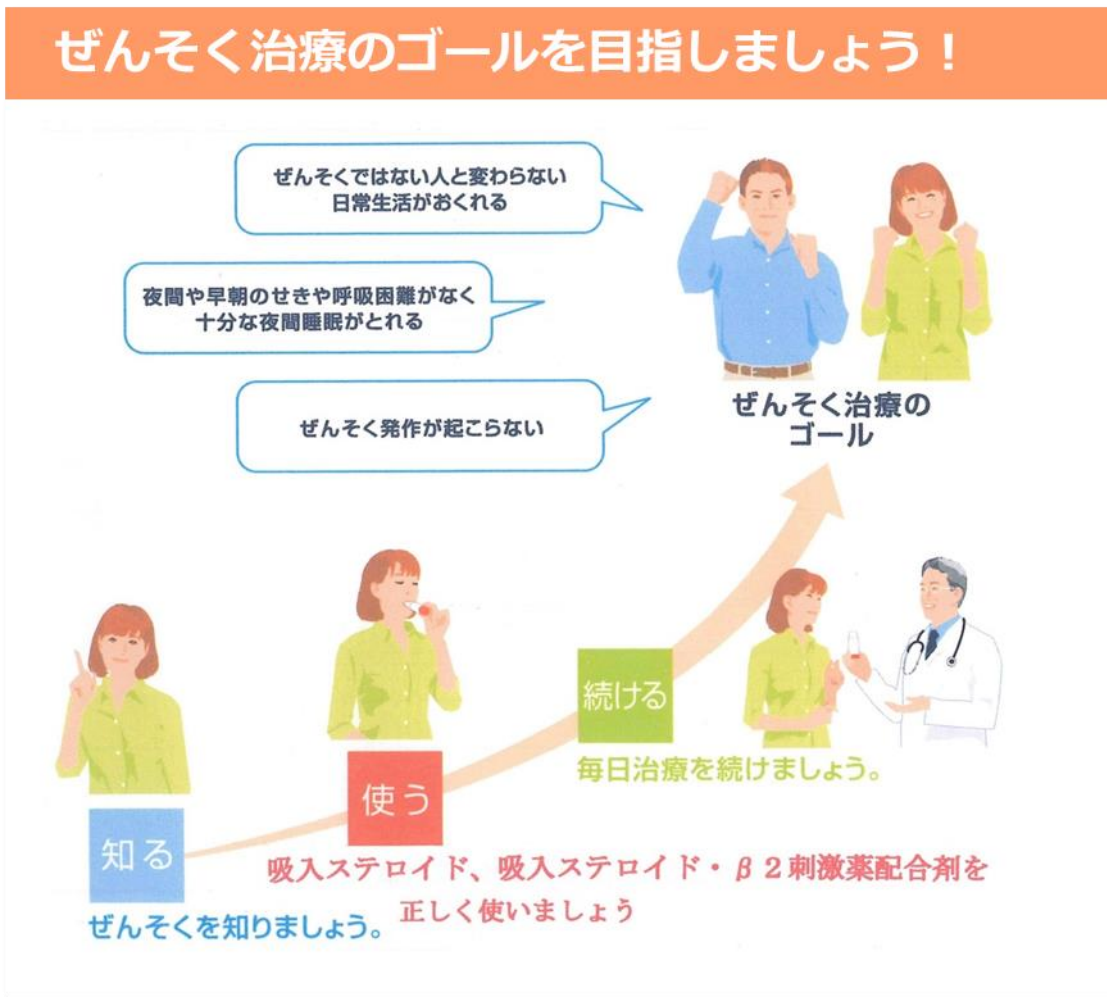 ぜんそく治療のゴールを目指しましょう！
ぜんそくではない人と変わらない
日常生活がおくれる
夜間や早朝のせきや呼吸困難がなく
十分な夜間睡眠がとれる
ぜんそく発作が起こらない
ぜんそく治療の
ゴール
続ける
毎日治療を続けましょう。
使う
吸入ステロイド、吸入ステロイド・β２刺激薬配合剤を
正しく使いましょう
知る
ぜんそくを知りましょう。